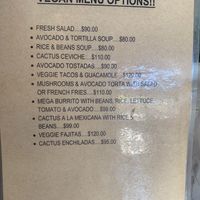 VEGAN MENU OPTIONS!!
FRESH SALAD....$90.00
AVOCADO & TORTILLA SOUP....$80.00
RICE & BEANS SOUP....$80.00
CACTUS CEVICHE....$110.00
AVOCADO TOSTADAS....$90.00
VEGGIE TACOS & GUACAMOLE....$120.00
MUSHROOMS & AVOCADO TORTA WITH SALAD
OR FRENCH FRIES....$110.00
MEGA BURRITO WITH BEANS, RICE, LETTUCE,
TOMATO & AVOCADO....$98.00
CACTUS A LA MEXICANA WITH RICE &
BEANS....$99.00
VEGGIE FAJITAS....$120.00
CACTUS ENCHILADAS....$95.00